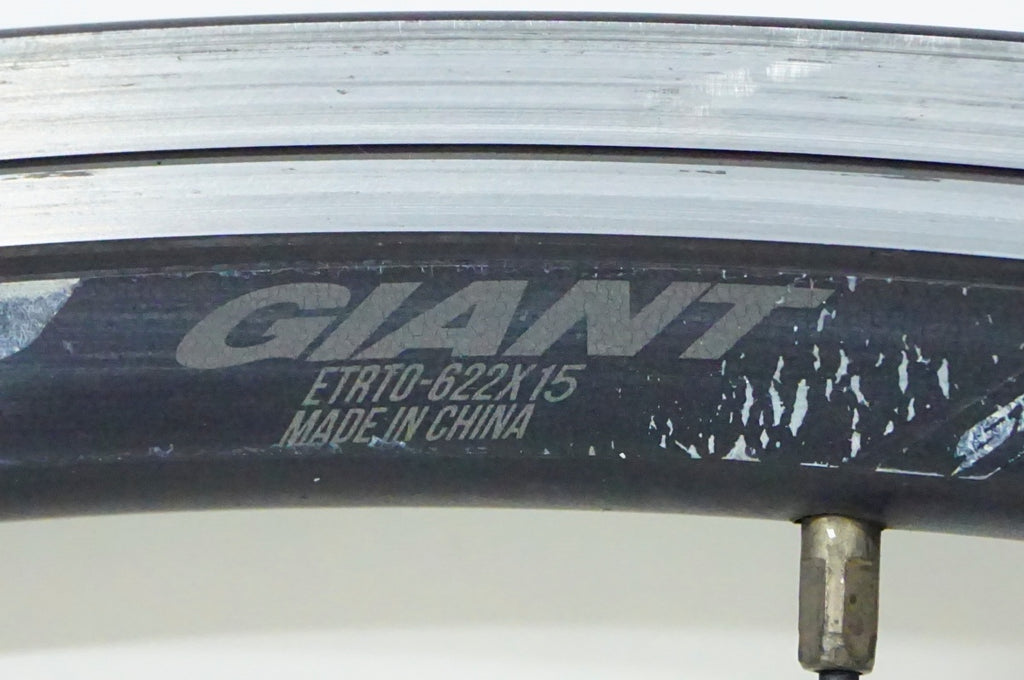 GIANT
ETRTO-622X15
MADE IN CHINA